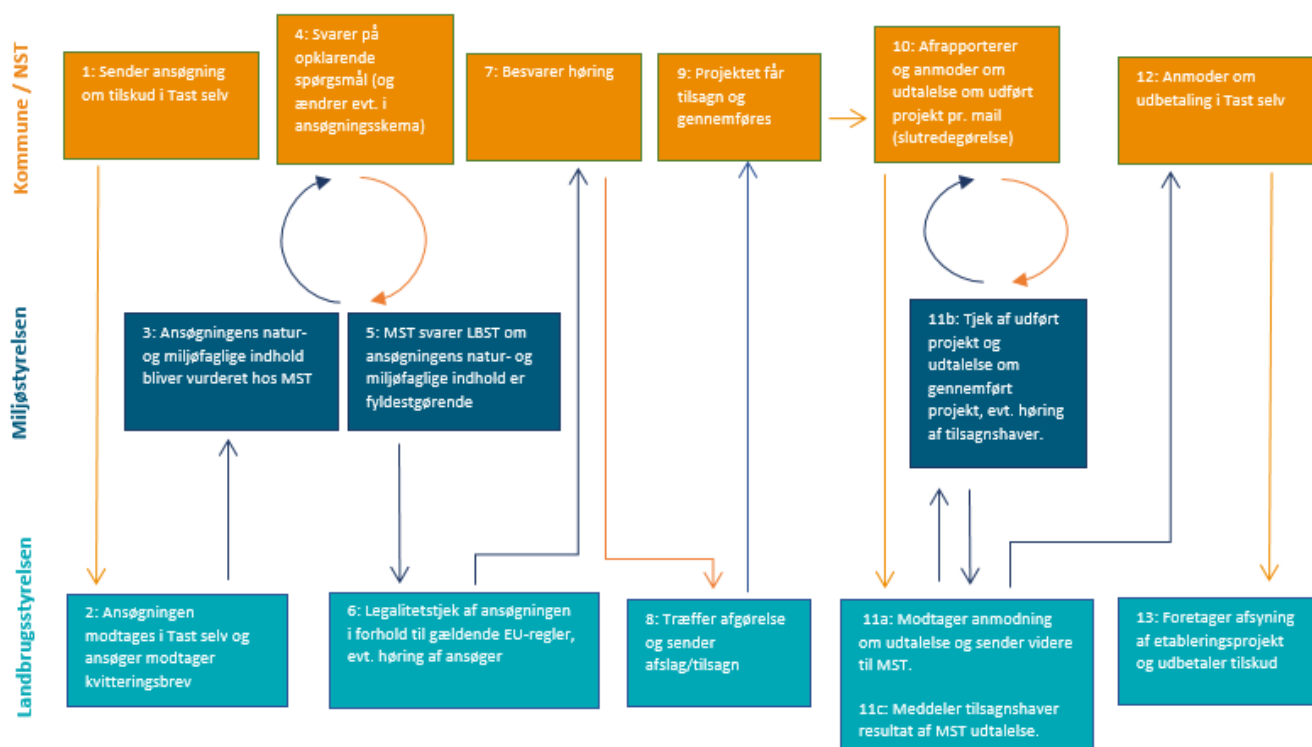 Kommune / NST
1: Sender ansøgning
om tilskud i Tast selv
4: Svarer på
opklarende
spørgsmål (og
ændrer evt. i
ansøgningsskema)
7: Besvarer høring
9: Projektet får
tilsagn og
gennemføres
10: Afrapporterer
og anmoder om
udtalelse om udført
projekt pr. mail
(slutredegørelse)
12: Anmoder om
udbetaling i Tast selv
Miljøstyrelsen
3: Ansøgningens natur-
og miljøfaglige indhold
bliver vurderet hos MST
5: MST svarer LBST om
ansøgningens natur- og
miljøfaglige indhold er
fyldestgørende
11b: Tjek af udført
projekt og
udtalelse om
gennemført
projekt, evt. høring
af tilsagnshaver.
Landbrugsstyrelsen
2: Ansøgningen
modtages i Tast selv og
ansøger modtager
kvitteringsbrev
6: Legalitetstjek af ansøgningen
i forhold til gældende EU-regler,
evt. høring af ansøger
8: Træffer afgørelse
og sender
afslag/tilsagn
11a: Modtager anmodning
om udtalelse og sender videre
til MST.
11c: Meddeler tilsagnshaver
resultat af MST udtalelse.
13: Foretager afsyning
af etableringsprojekt
og udbetaler tilskud